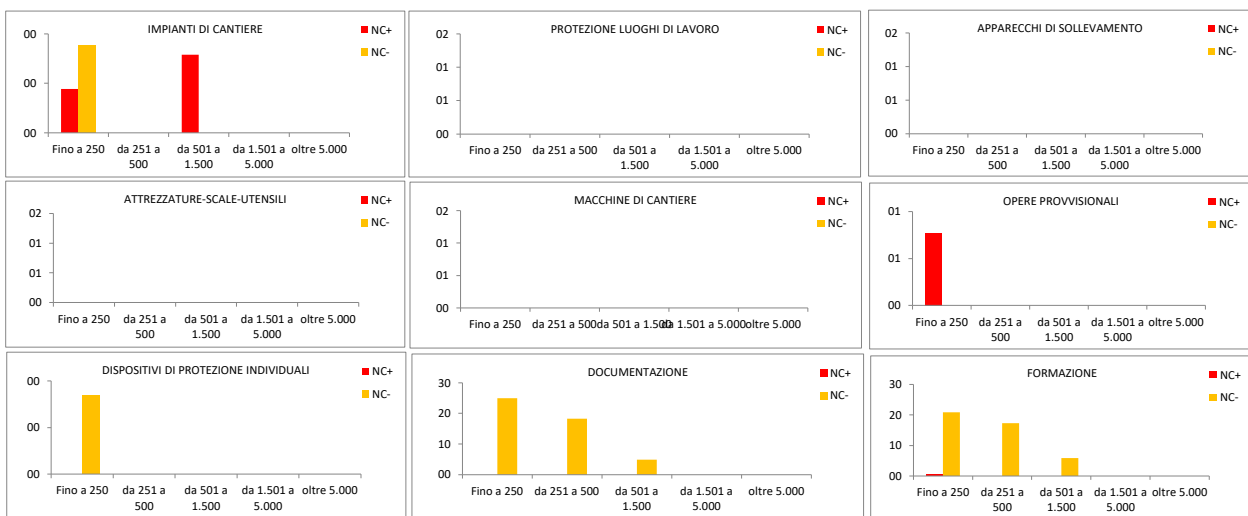 IMPIANTI DI CANTIERE
NC+
NC-
00
00
00
Fino a 250
da 251 a
500
da 501 a
1.500
da 1.501 a
5.000
oltre 5.000
PROTEZIONE LUOGHI DI LAVORO
NC+
NC-
02
01
01
00
Fino a 250
da 251 a 500
da 501 a
1.500
da 1.501 a
5.000
oltre 5.000
APPARECCHI DI SOLLEVAMENTO
NC+
NC-
02
01
01
00
Fino a 250
da 251 a
500
da 501 a
1.500
da 1.501 a
5.000
oltre 5.000
ATTREZZATURE-SCALE-UTENSILI
NC+
NC-
02
01
01
00
Fino a 250
da 251 a
500
da 501 a
1.500
da 1.501 a
5.000
oltre 5.000
MACCHINE DI CANTIERE
NC+
NC-
02
01
01
00
Fino a 250
da 251 a 500
da 501 a 1.500
da 1.501 a 5.000
oltre 5.000
OPERE PROVVISIONALI
NC+
NC-
01
01
00
Fino a 250
da 251 a
500
da 501 a
1.500
da 1.501 a
5.000
oltre 5.000
DISPOSITIVI DI PROTEZIONE INDIVIDUALI
NC+
NC-
00
00
00
Fino a 250
da 251 a
500
da 501 a
1.500
da 1.501 a
5.000
oltre 5.000
DOCUMENTAZIONE
NC+
NC-
30
20
10
00
Fino a 250
da 251 a 500
da 501 a
1.500
da 1.501 a
5.000
oltre 5.000
FORMAZIONE
NC+
NC-
30
20
10
00
Fino a 250
da 251 a
500
da 501 a
1.500
da 1.501 a
5.000
oltre 5.000